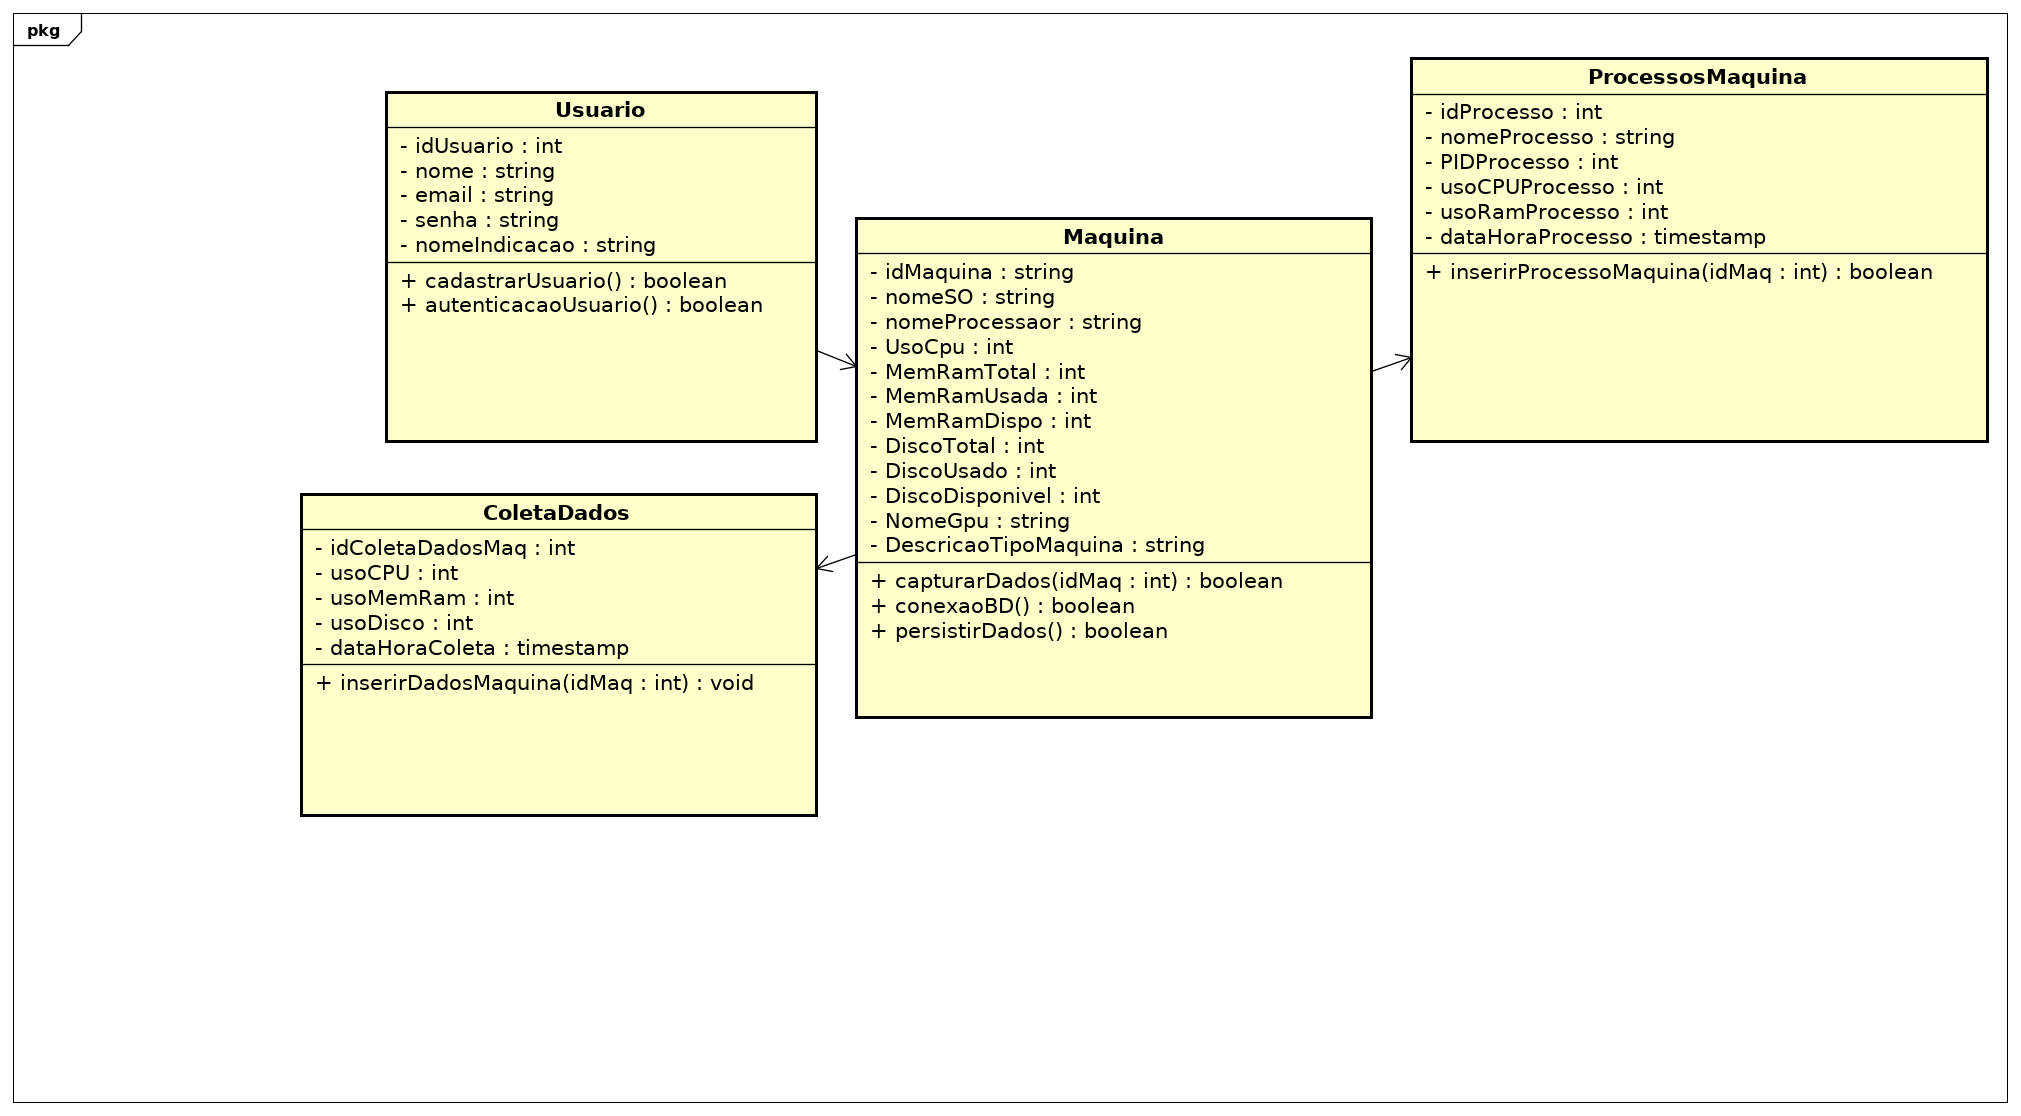 pkg
Usuario
- idUsuario : int
- nome : string
- email : string
- senha : string
- nomeIndicacao : string
+ cadastrarUsuario() : boolean
+ autenticacaoUsuario() : boolean
ColetaDados
- idColetaDadosMaq : int
- usoCPU : int
- usoMemRam : int
- usoDisco : int
- dataHoraColeta : timestamp
+ inserirDadosMaquina(idMaq : int) : void
Maquina
- idMaquina : string
- nomeSO : string
- nomeProcessaor : string
- UsoCpu : int
- MemRamTotal : int
- MemRamUsada : int
- MemRamDispo : int
- DiscoTotal : int
- DiscoUsado : int
- DiscoDisponivel : int
- NomeGpu : string
- DescricaoTipoMaquina : string
+ capturarDados(idMaq : int) : boolean
+ conexaoBD() : boolean
+ persistirDados() : boolean
ProcessosMaquina
- idProcesso : int
- nomeProcesso : string
- PIDProcesso : int
- usoCPUProcesso : int
- usoRamProcesso : int
- dataHoraProcesso : timestamp
+ inserirProcessoMaquina(idMaq : int) : boolean